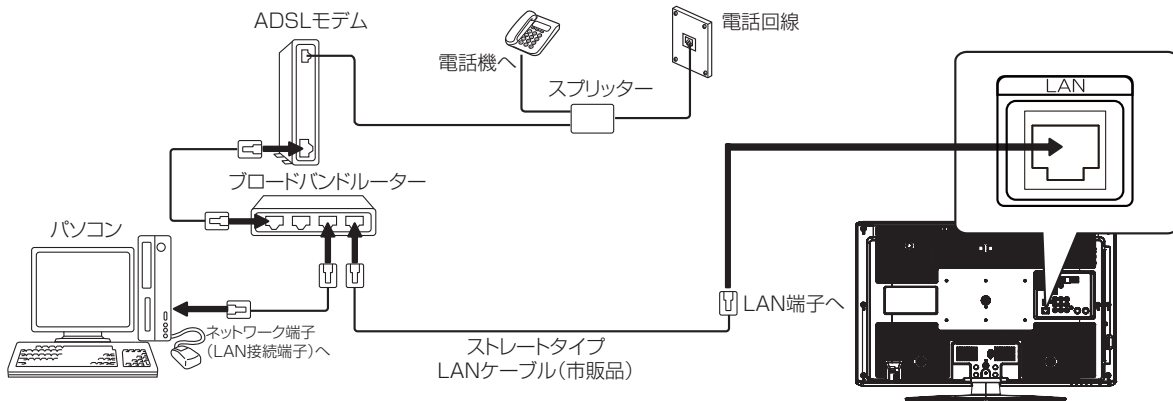 ADSLモデム
電話機へ
電話回線
スプリッター
LAN
ブロードバンドルーター
パソコン
LAN端子へ
ネットワーク端子
（LAN接続端子）へ
ストレートタイプ
LANケーブル（市販品）